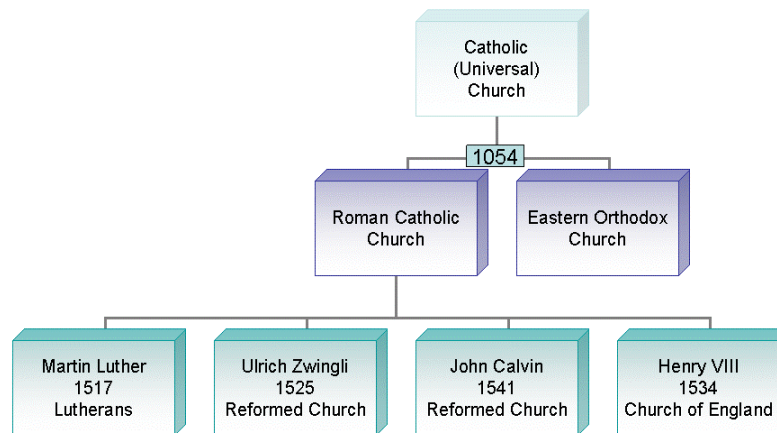 Catholic
(Universal)
Church
1054
Roman Catholic
Church
Eastern Orthodox
Church
Martin Luther
1517
Lutherans
Ulrich Zwingli
1525
Reformed Church
John Calvin
1541
Reformed Church
Henry VIII
1534
Church of England